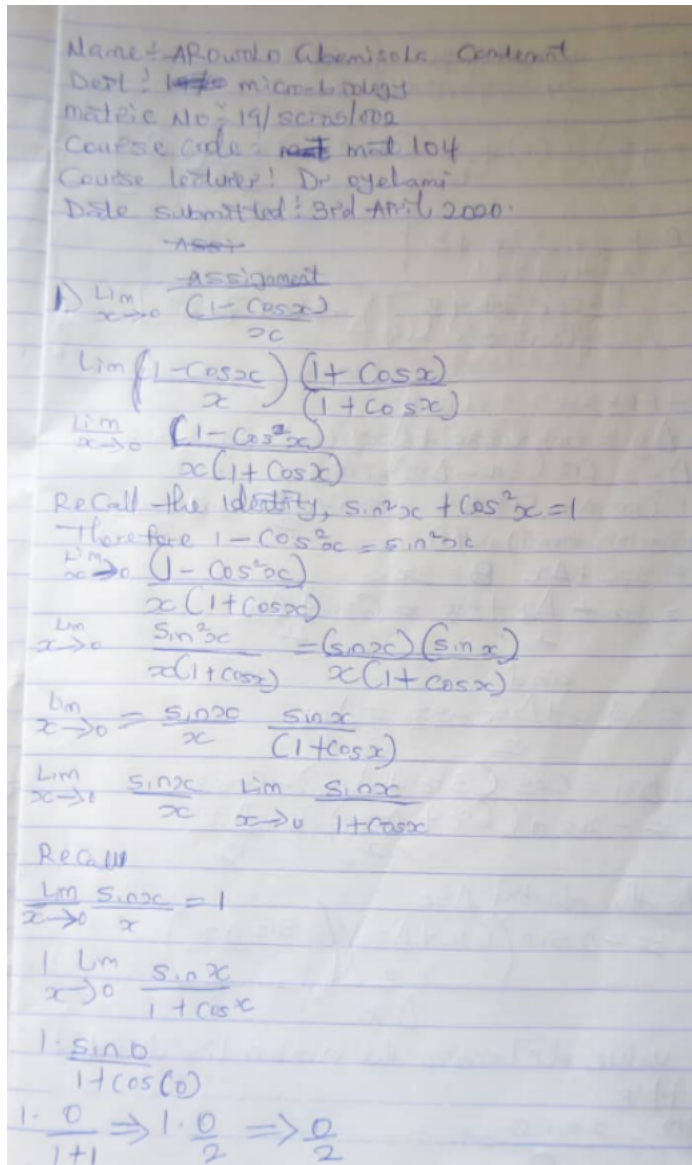 Name:- AROWOLO Gbemisola
Dept: microbiology
matric No: 19/sci05/002
Course code: mat 104
Course lecturer: Dr oyelami
Date submitted: 3rd April 2020.
Assi
Assignment
1) Lim x→0 (1 - Cosx)/x
Lim (1 - Cosx / x) (1 + Cosx)/(1 + Cosx)
Lim x→0 (1 - Cos²x)/x(1 + Cosx)
Recall the identity, sin²x + Cos²x = 1
Therefore 1 - Cos²x = sin²x
Lim x→0 (1 - Cos²x)/x(1 + Cosx)
Lim x→0 Sin²x/x(1 + cosx) = (sinx)(sin x)/x(1 + cosx)
Lim x→0 = sinx/x sinx/(1 + cosx)
Lim x→0 sinx/x Lim x→0 sinx/1 + cosx
Recall
Lim x→0 sinx/x = 1
1 Lim x→0 sinx/1 + cosx
1. sin0/1 + cos(0)
1. 0/1+1 ⇒ 1. 0/2 ⇒ 0/2